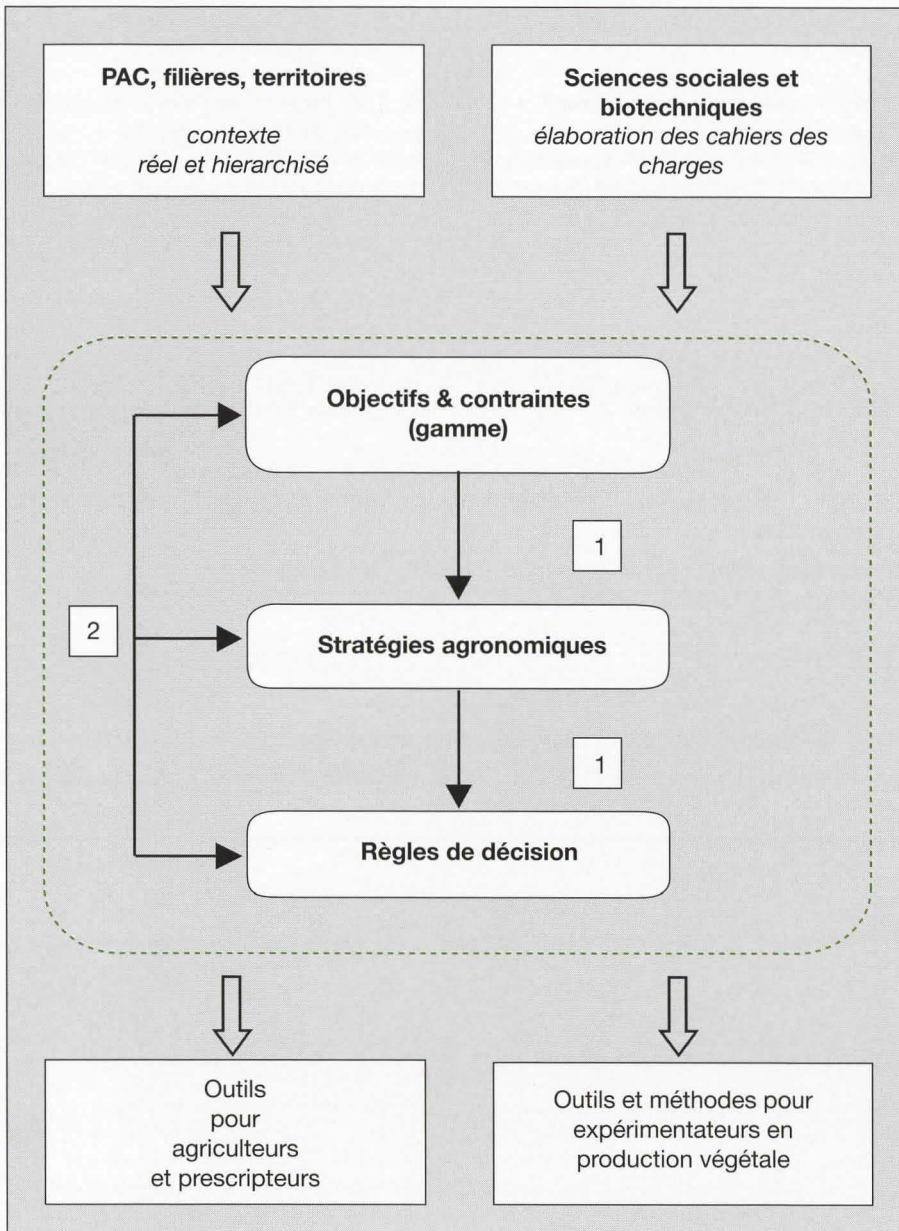 PAC, filières, territoires
contexte
réel et hierarchisé
Sciences sociales et
biotechniques
élaboration des cahiers des
charges
Objectifs & contraintes
(gamme)
1
2
Stratégies agronomiques
1
Règles de décision
Outils
pour
agriculteurs
et prescripteurs
Outils et méthodes pour
expérimentateurs en
production végétale